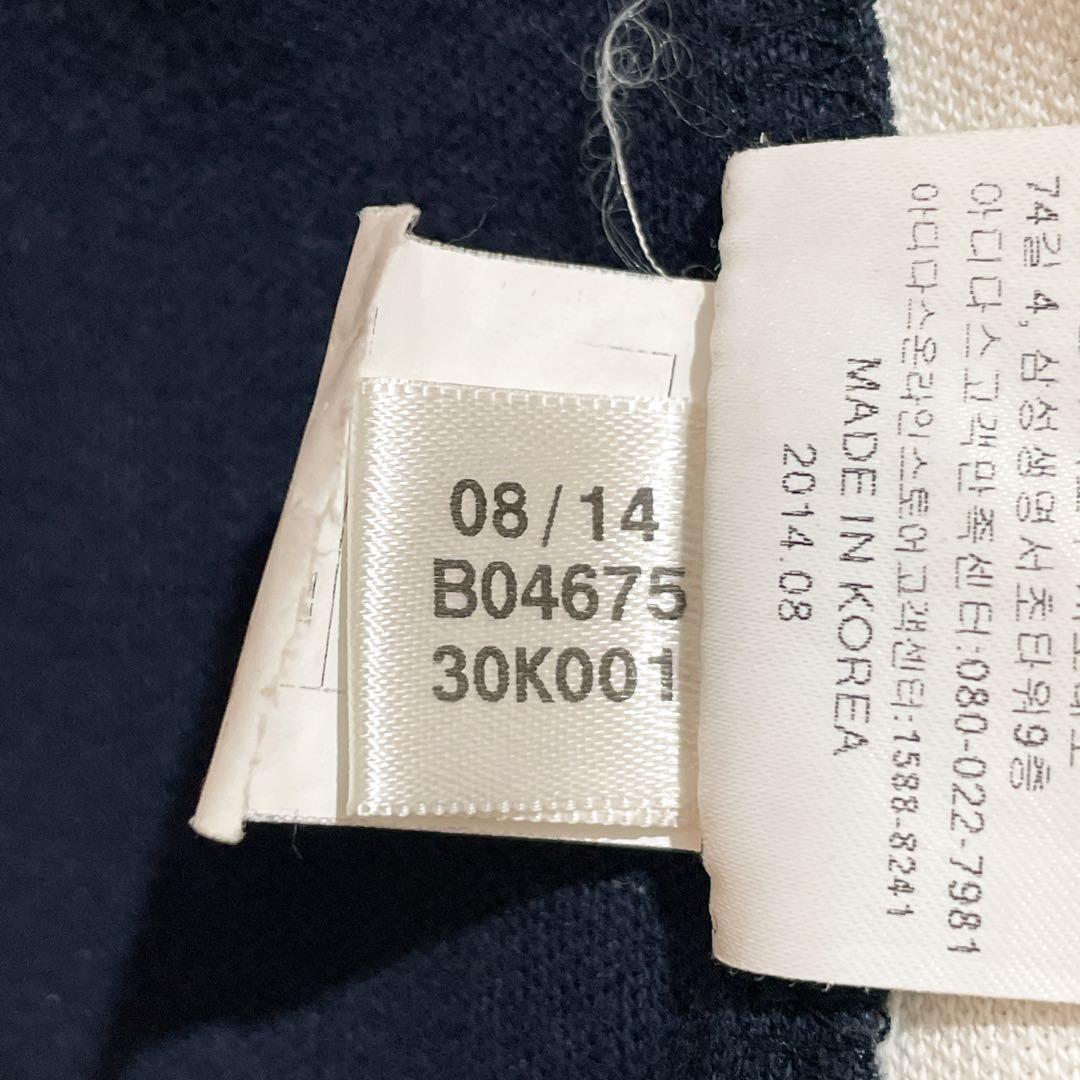 08/14
B04675
30K001
74길 4, 삼성생명서초타워9층
아디다스고객만족센터:080-022-7981
아디다스온라인스토어고객센터:1588-8241
MADE IN KOREA
2014.08